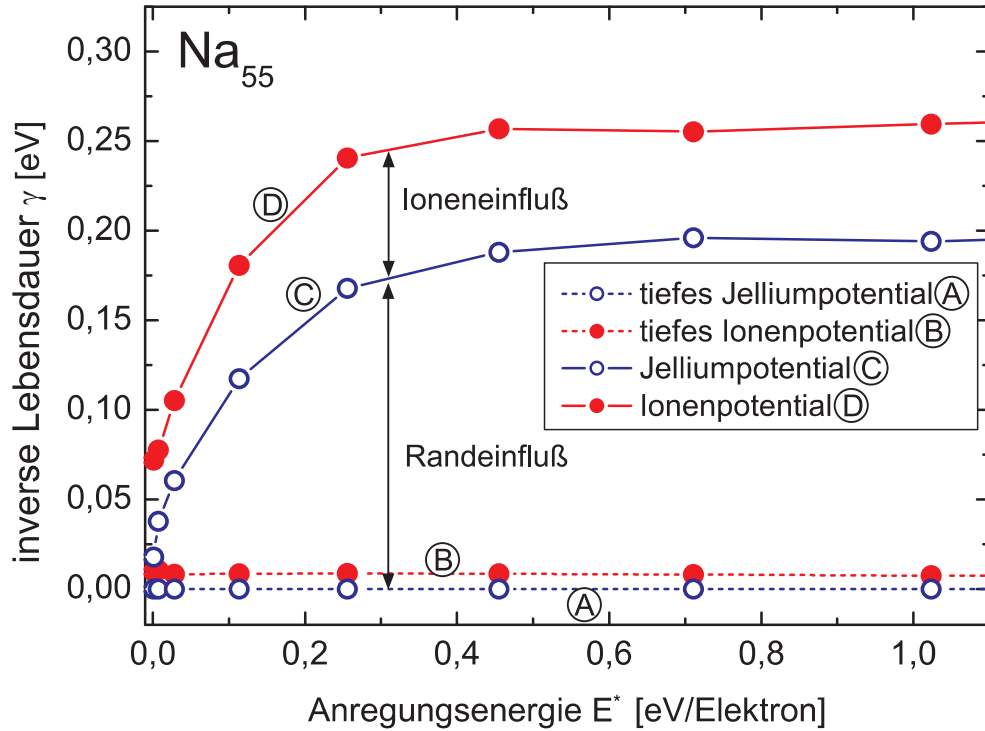 Na55
0,30
0,25
0,20
0,15
0,10
0,05
0,00
inverse Lebensdauer γ [eV]
D
Ioneneinfluß
C
Randeinfluß
B
A
tiefes Jelliumpotential A
tiefes Ionenpotential B
Jelliumpotential C
Ionenpotential D
0,0 0,2 0,4 0,6 0,8 1,0
Anregungsenergie E* [eV/Elektron]